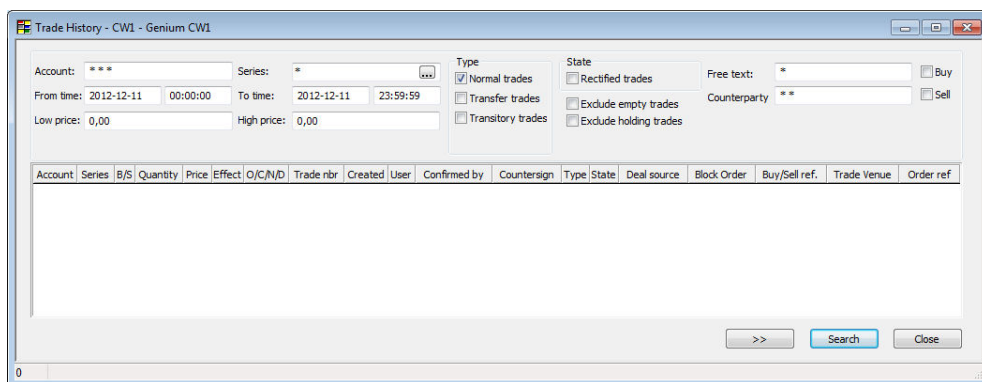 Trade History - CW1 - Genium CW1
Account: * * * Series: * ... Type State Free text: * Buy
Normal trades Rectified trades
From time: 2012-12-11 00:00:00 To time: 2012-12-11 23:59:59 Transfer trades Exclude empty trades Counterparty * * Sell
Low price: 0,00 High price: 0,00 Transitory trades Exclude holding trades
Account Series B/S Quantity Price Effect O/C/N/D Trade nbr Created User Confirmed by Countersign Type State Deal source Block Order Buy/Sell ref. Trade Venue Order ref
>> Search Close
0